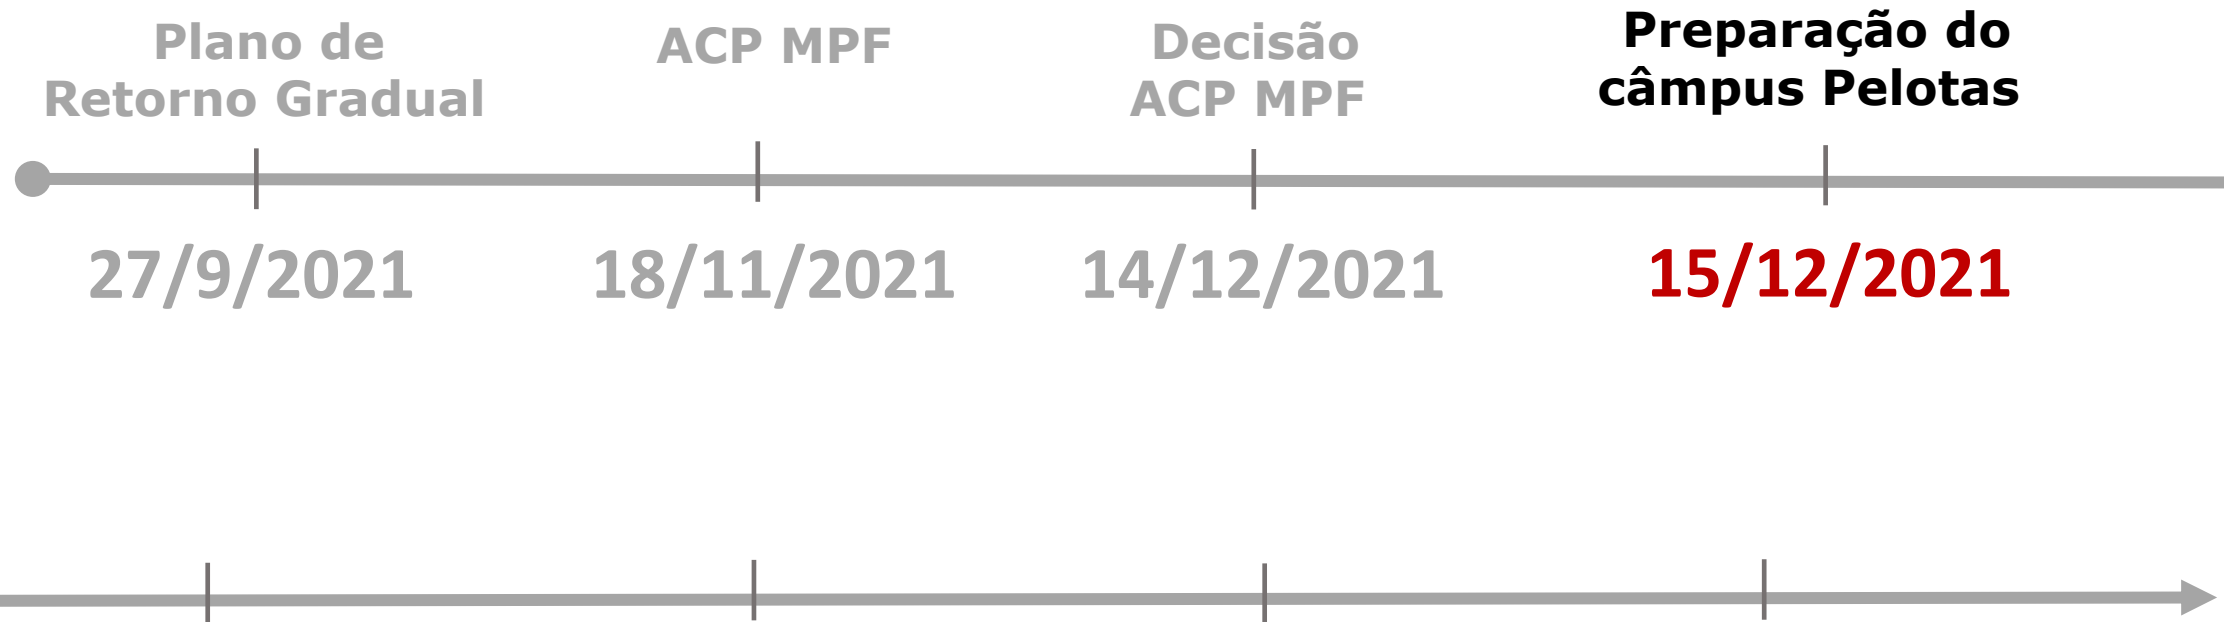 Plano de
Retorno Gradual
ACP MPF
Decisão
ACP MPF
Preparação do
câmpus Pelotas
27/9/2021
18/11/2021
14/12/2021
15/12/2021